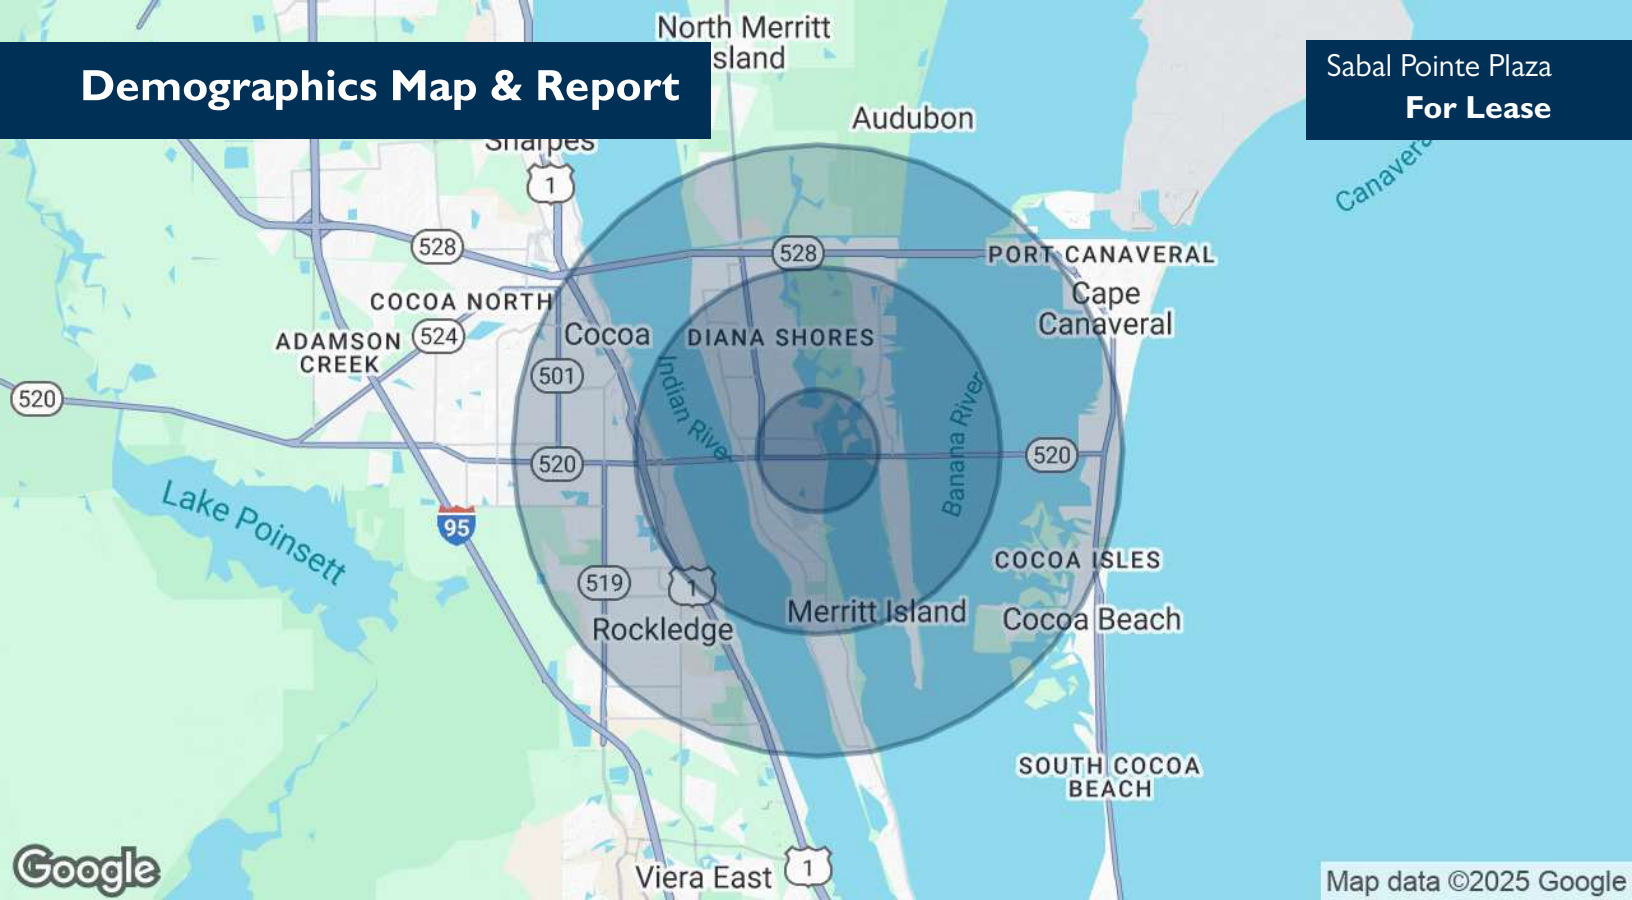 North Merritt
sland
Demographics Map & Report
Sabal Pointe Plaza
For Lease
Audubon
Sharpes
1
528
528
PORT CANAVERAL
Cape
Canaveral
COCOA NORTH
524
ADAMSON
CREEK
Cocoa
DIANA SHORES
501
520
Indian River
Banana River
520
520
Lake Poinsett
95
519
1
COCOA ISLES
Merritt Island
Cocoa Beach
Rockledge
SOUTH COCOA
BEACH
Viera East
1
Google
Map data ©2025 Google